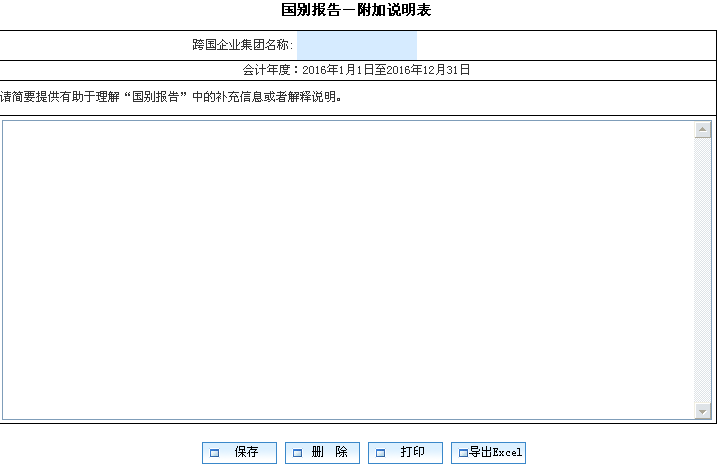 国别报告－附加说明表
跨国企业集团名称:
会计年度：2016年1月1日至2016年12月31日
请简要提供有助于理解“国别报告”中的补充信息或者解释说明。
保存 删 除 打印 导出Excel